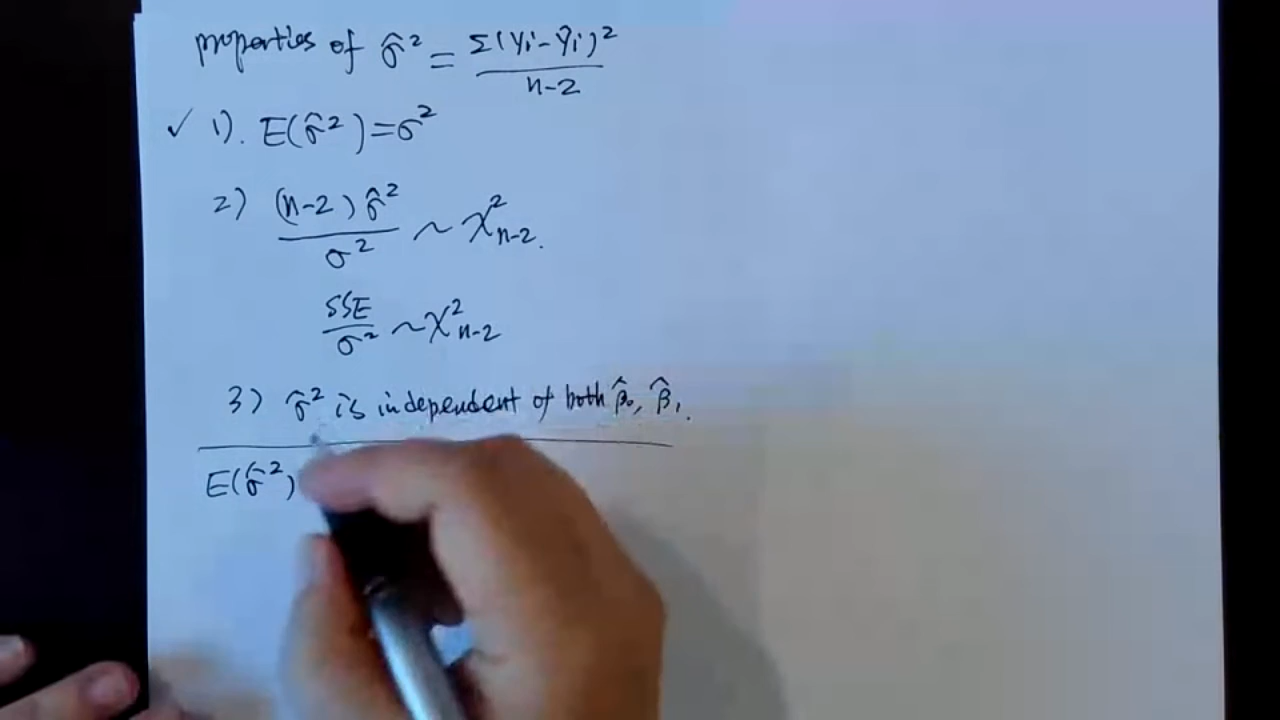 properties of σ̂² = Σ(yᵢ-ŷᵢ)² / n-2
✓ 1). E(σ̂²)=σ²
2) (n-2)σ̂² / σ² ~ χ²ₙ₋₂.
SSE / σ² ~ χ²ₙ₋₂
3) σ̂² is independent of both β̂₀, β̂₁.
E(σ̂²)